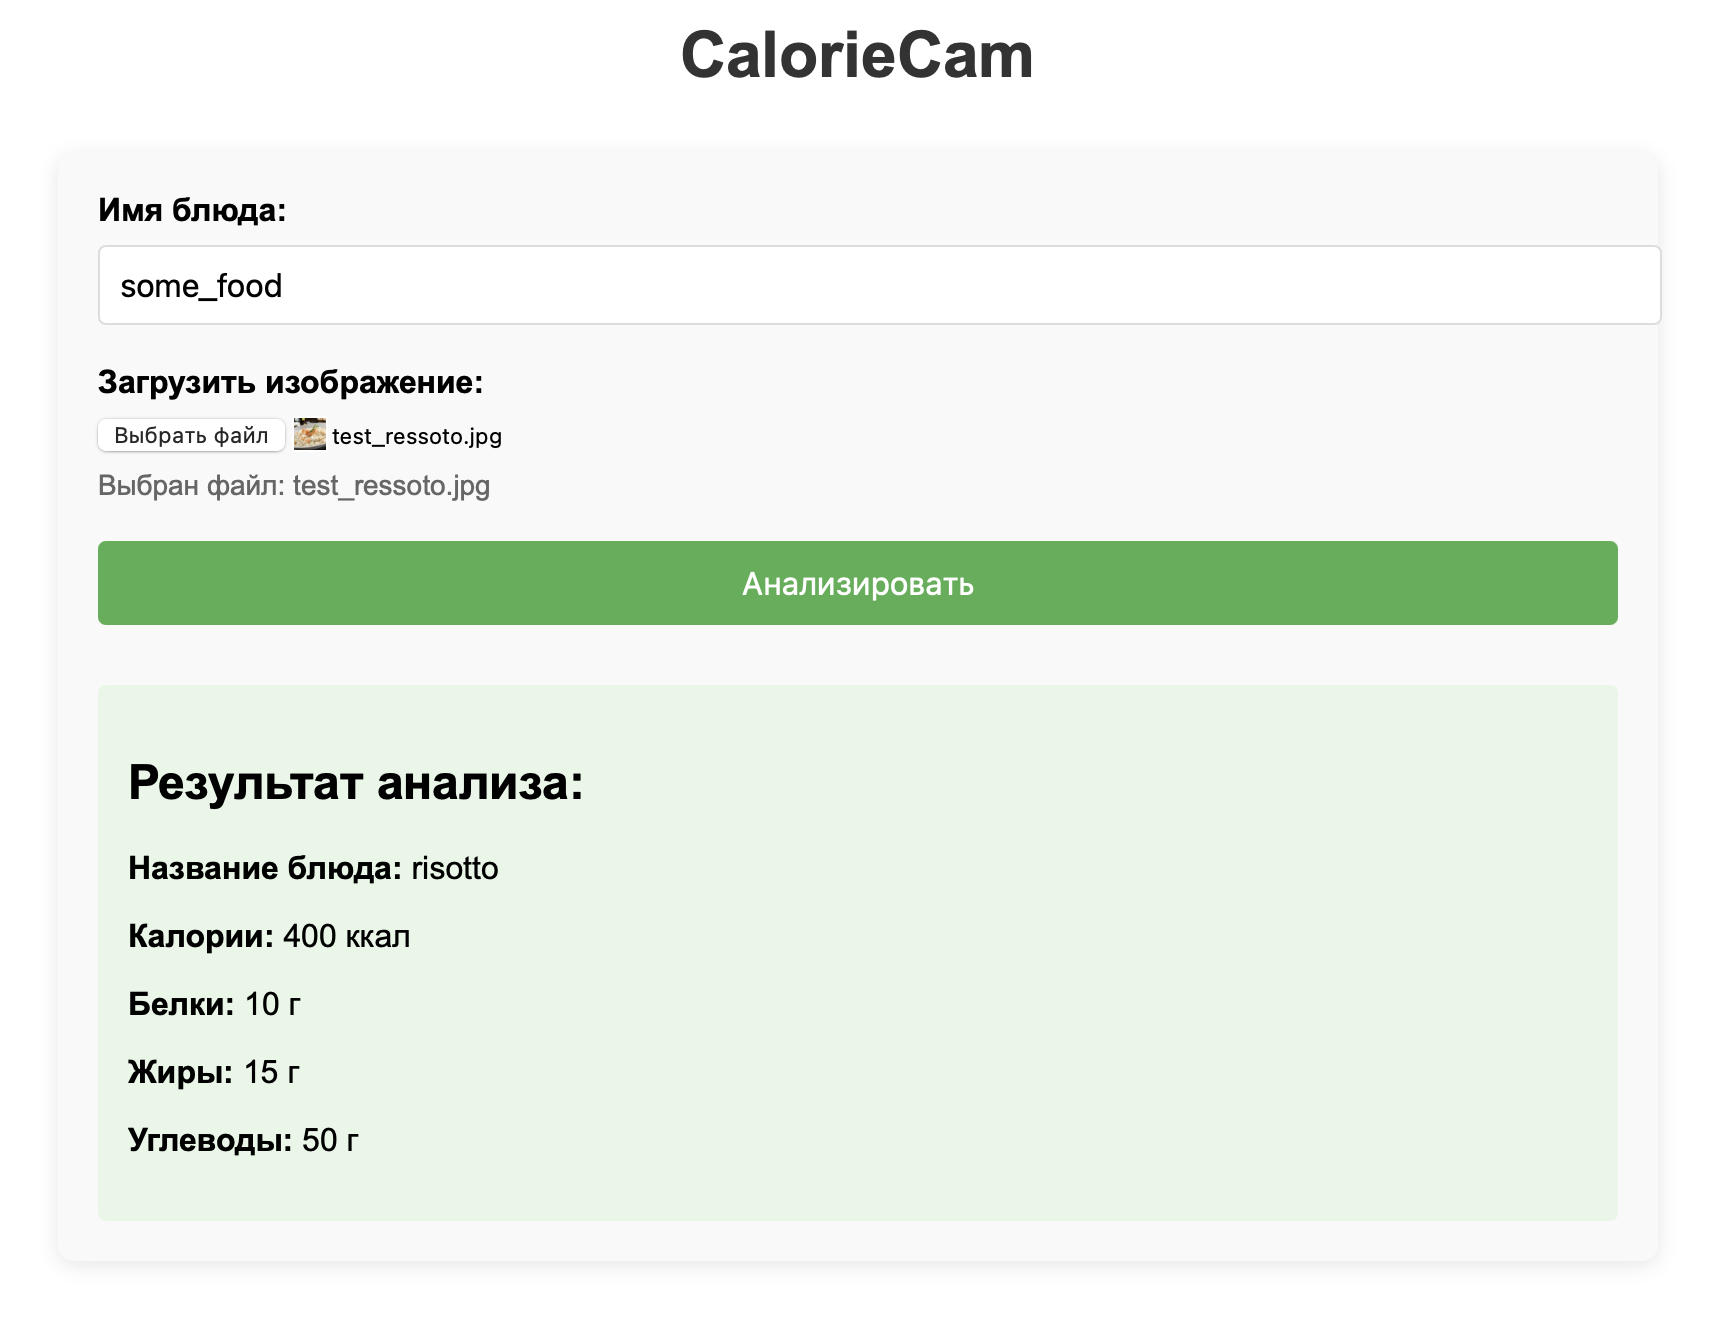 CalorieCam
Имя блюда:
some_food
Загрузить изображение:
Выбрать файл test_ressoto.jpg
Выбран файл: test_ressoto.jpg
Анализировать
Результат анализа:
Название блюда: risotto
Калории: 400 ккал
Белки: 10 г
Жиры: 15 г
Углеводы: 50 г